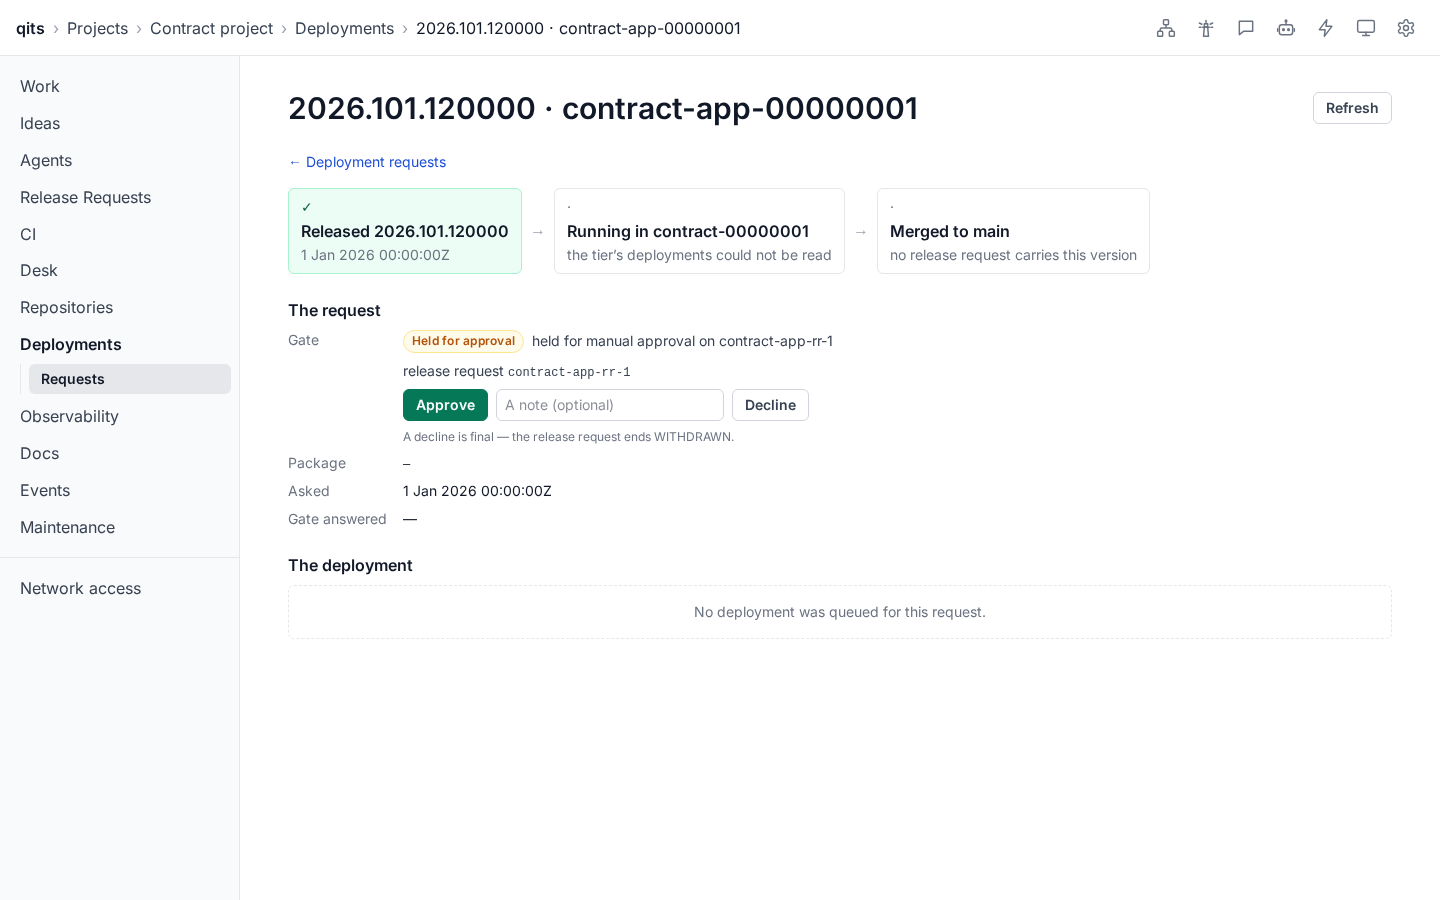 qits › Projects › Contract project › Deployments › 2026.101.120000 · contract-app-00000001
Work
Ideas
Agents
Release Requests
CI
Desk
Repositories
Deployments
Requests
Observability
Docs
Events
Maintenance
Network access
2026.101.120000 · contract-app-00000001
Refresh
← Deployment requests
✓
Released 2026.101.120000
1 Jan 2026 00:00:00Z
→
·
Running in contract-00000001
the tier’s deployments could not be read
→
·
Merged to main
no release request carries this version
The request
Gate
Held for approval held for manual approval on contract-app-rr-1
release request contract-app-rr-1
Approve
A note (optional)
Decline
A decline is final — the release request ends WITHDRAWN.
Package –
Asked 1 Jan 2026 00:00:00Z
Gate answered —
The deployment
No deployment was queued for this request.